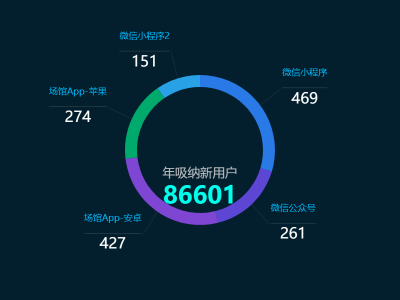 微信小程序2
151
微信小程序
469
场馆App-苹果
274
年吸纳新用户
86601
微信公众号
261
场馆App-安卓
427